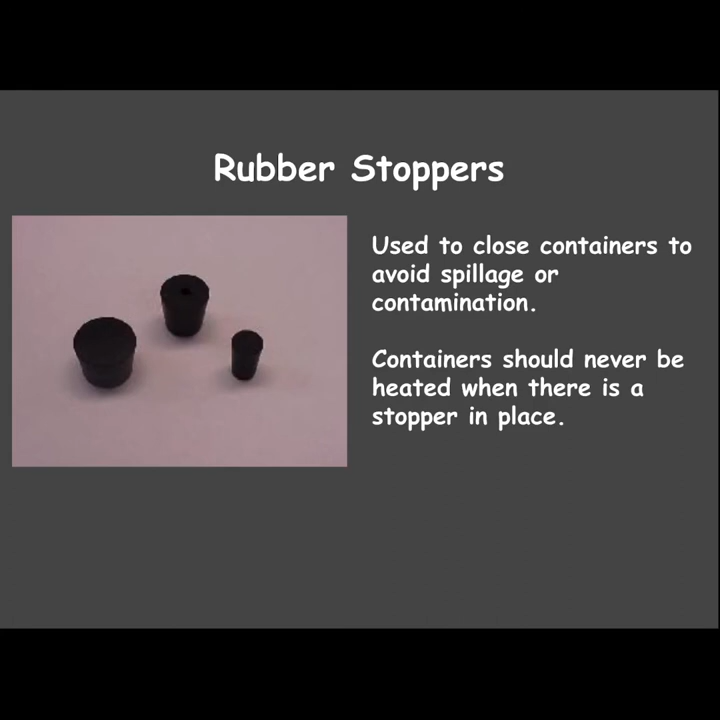 Rubber Stoppers
Used to close containers to
avoid spillage or
contamination.
Containers should never be
heated when there is a
stopper in place.